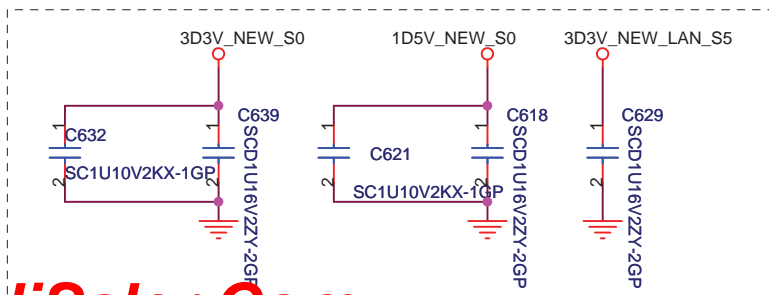 3D3V_NEW_S0
1D5V_NEW_S0
3D3V_NEW_LAN_S5
1
C632
2
SC1U10V2KX-1GP
1
C639
2
SCD1U16V2ZY-2GP
1
C621
2
SC1U10V2KX-1GP
1
C618
2
SCD1U16V2ZY-2GP
1
C629
2
SCD1U16V2ZY-2GP